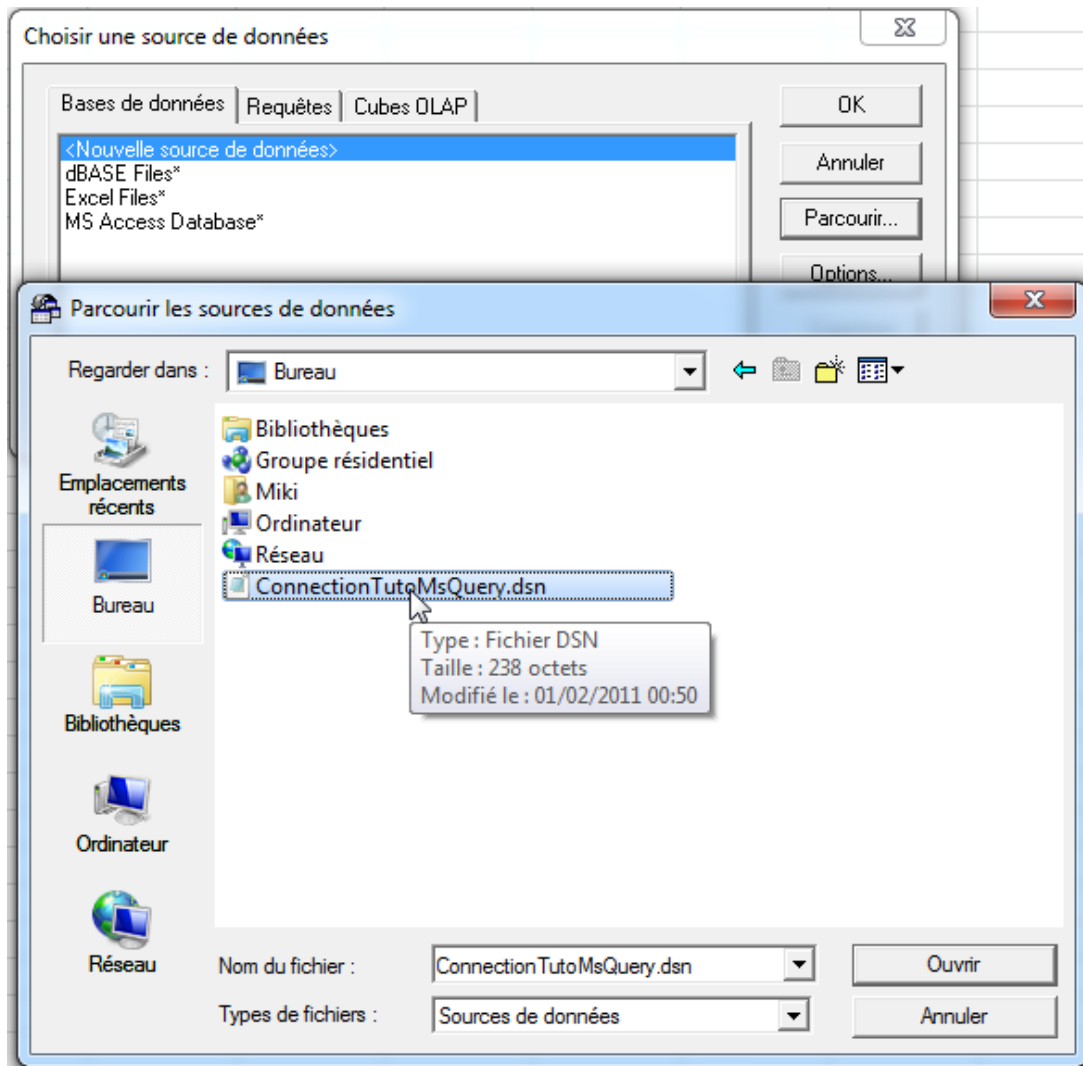 Choisir une source de données
Bases de données Requêtes Cubes OLAP
<Nouvelle source de données>
dBASE Files*
Excel Files*
MS Access Database*
OK
Annuler
Parcourir...
Options...
Parcourir les sources de données
Regarder dans : Bureau
Emplacements
récents
Bureau
Bibliothèques
Ordinateur
Réseau
Bibliothèques
Groupe résidentiel
Miki
Ordinateur
Réseau
ConnectionTutoMsQuery.dsn
Type : Fichier DSN
Taille : 238 octets
Modifié le : 01/02/2011 00:50
Nom du fichier : ConnectionTutoMsQuery.dsn Ouvrir
Types de fichiers : Sources de données Annuler